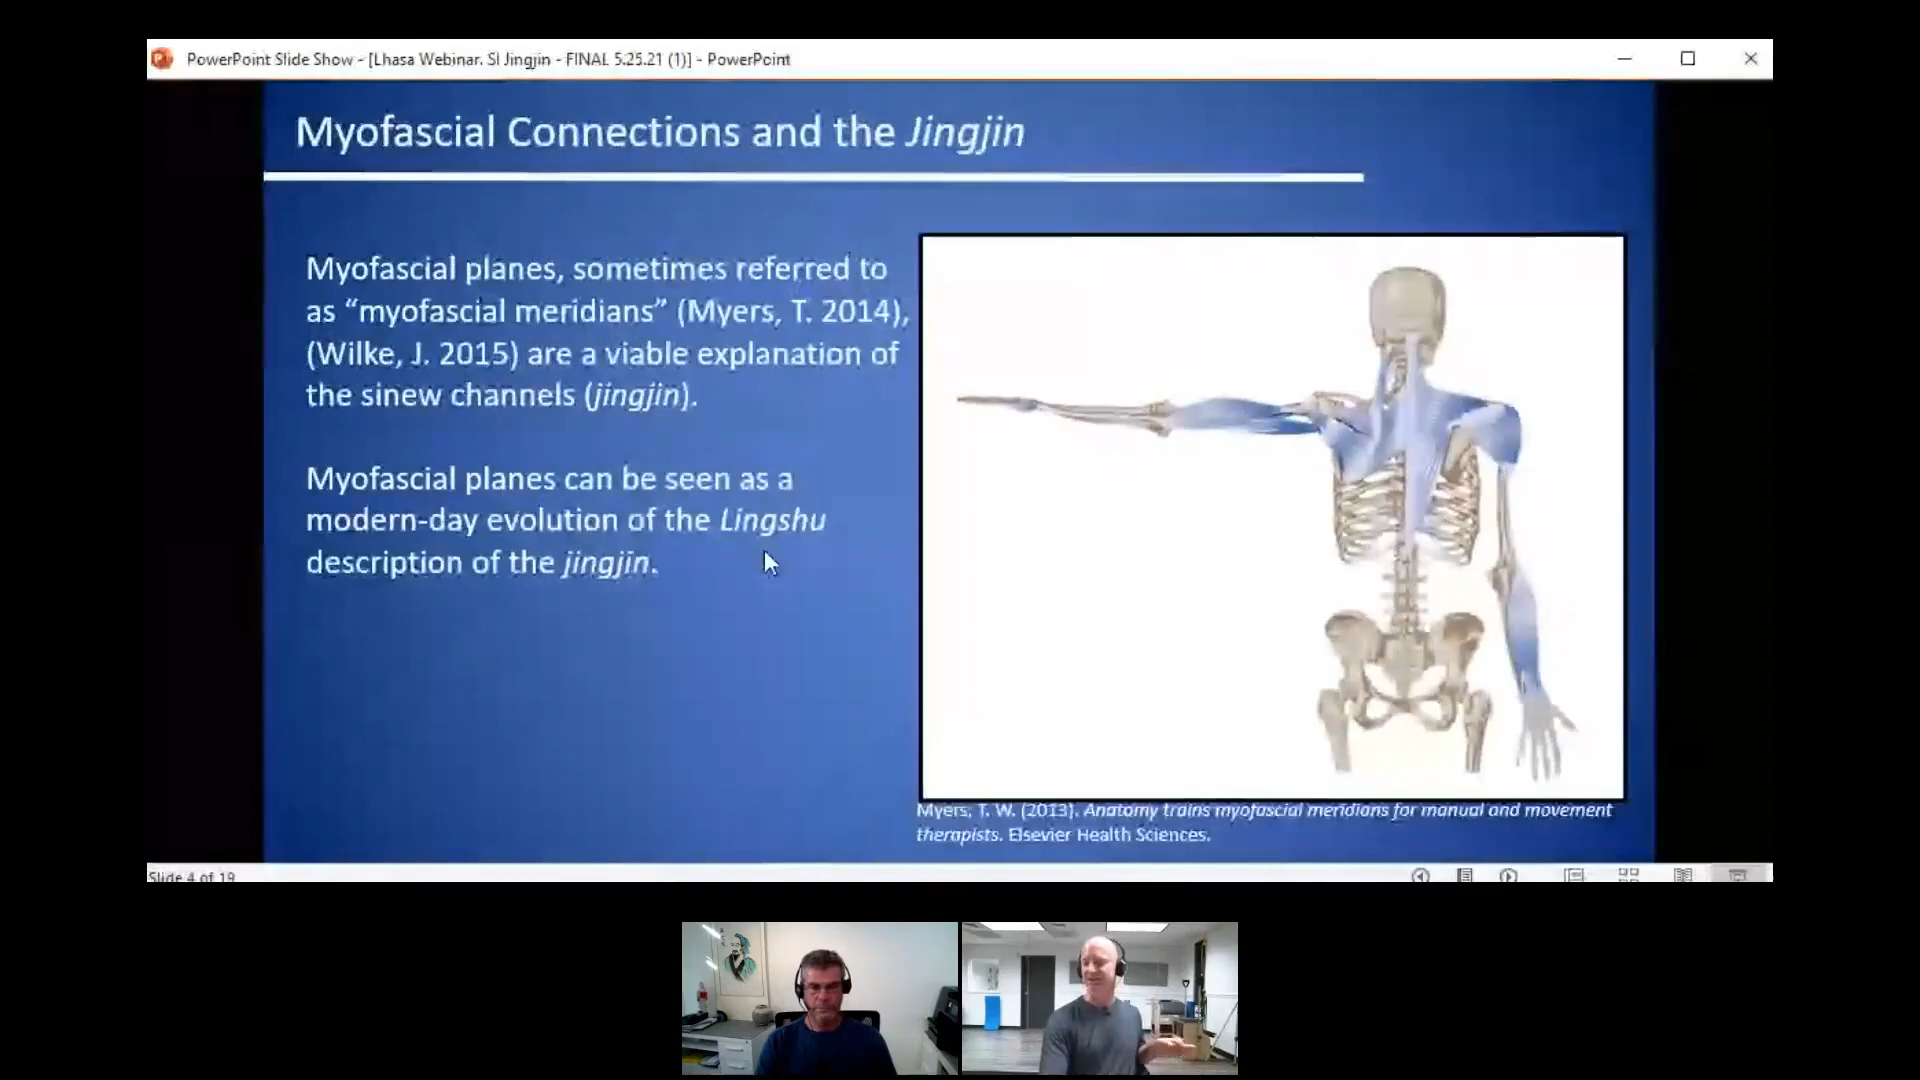 PowerPoint Slide Show - [Lhasa Webinar. SI Jingjin - FINAL 5.25.21 (1)] - PowerPoint
Myofascial Connections and the Jingjin
Myofascial planes, sometimes referred to
as “myofascial meridians” (Myers, T. 2014),
(Wilke, J. 2015) are a viable explanation of
the sinew channels (jingjin).
Myofascial planes can be seen as a
modern-day evolution of the Lingshu
description of the jingjin.
Myers, T. W. (2013). Anatomy trains myofascial meridians for manual and movement
therapists. Elsevier Health Sciences.
Slide 4 of 19